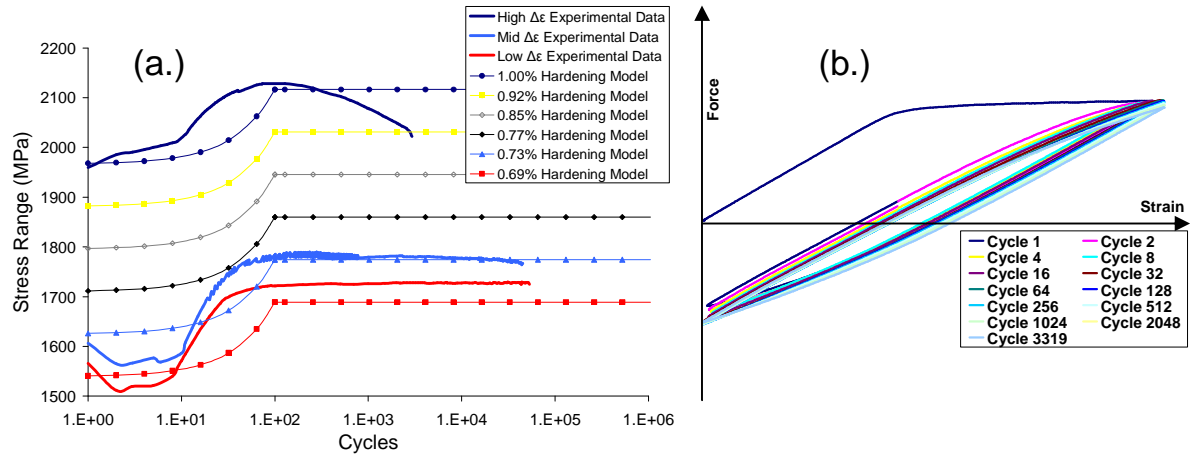 (a.)
2200
2100
2000
1900
1800
1700
1600
1500
Stress Range (MPa)
1.E+00
1.E+01
1.E+02
1.E+03
1.E+04
1.E+05
1.E+06
Cycles
High Δε Experimental Data
Mid Δε Experimental Data
Low Δε Experimental Data
1.00% Hardening Model
0.92% Hardening Model
0.85% Hardening Model
0.77% Hardening Model
0.73% Hardening Model
0.69% Hardening Model
(b.)
Force
Strain
Cycle 1
Cycle 2
Cycle 4
Cycle 8
Cycle 16
Cycle 32
Cycle 64
Cycle 128
Cycle 256
Cycle 512
Cycle 1024
Cycle 2048
Cycle 3319